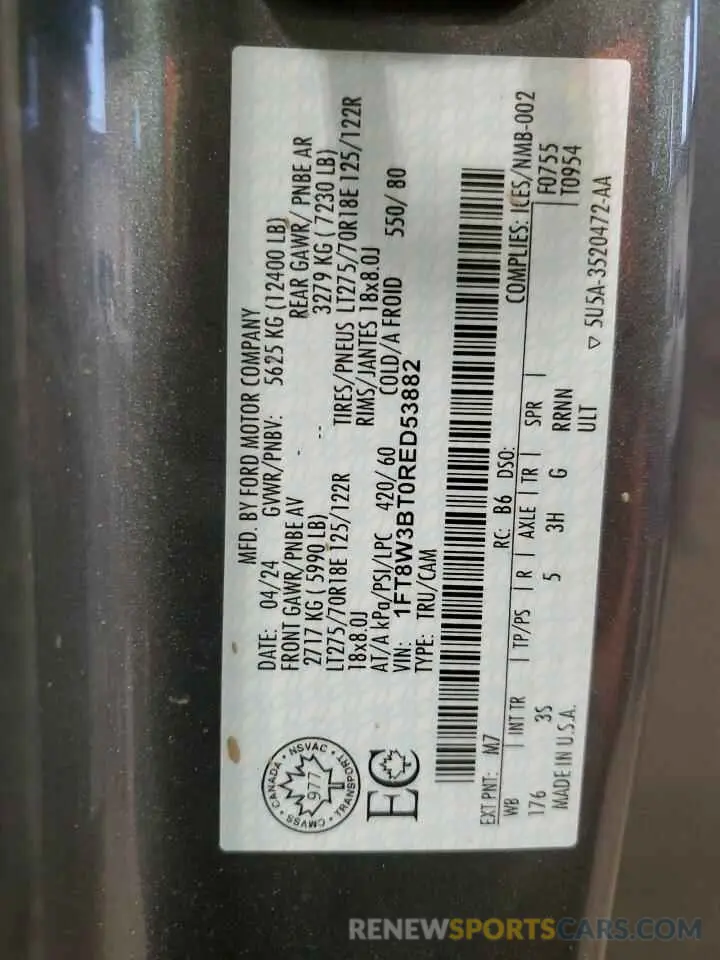 MFD. BY FORD MOTOR COMPANY
DATE: 04/24 GVWR/PNBV: 5625 KG (12400 LB)
FRONT GAWR/PNBE AV REAR GAWR/ PNBE AR
2717 KG ( 5990 LB) 3279 KG ( 7230 LB)
LT275/70R18E 125/122R TIRES/PNEUS LT275/70R18E 125/122R
18x8.0J RIMS/JANTES 18x8.0J
AT/A kPa/PSI/LPC 420/ 60 COLD/A FROID 550/ 80
VIN: 1FT8W3BT0RED53882
TYPE: TRU/CAM
CANADA • NSVAC • TRANSPORT • CMVSS •
977
EC
EXT PNT: M7 RC: B6 DSO: COMPLIES: ICES/NMB-002
WB | INT TR | TP/PS | R | AXLE | TR | SPR | F0755
176 3S 5 3H G RRNN T0954
MADE IN U.S.A. ULT ▽ 5U5A-3520472-AA
RENEWSPORTSCARS.COM